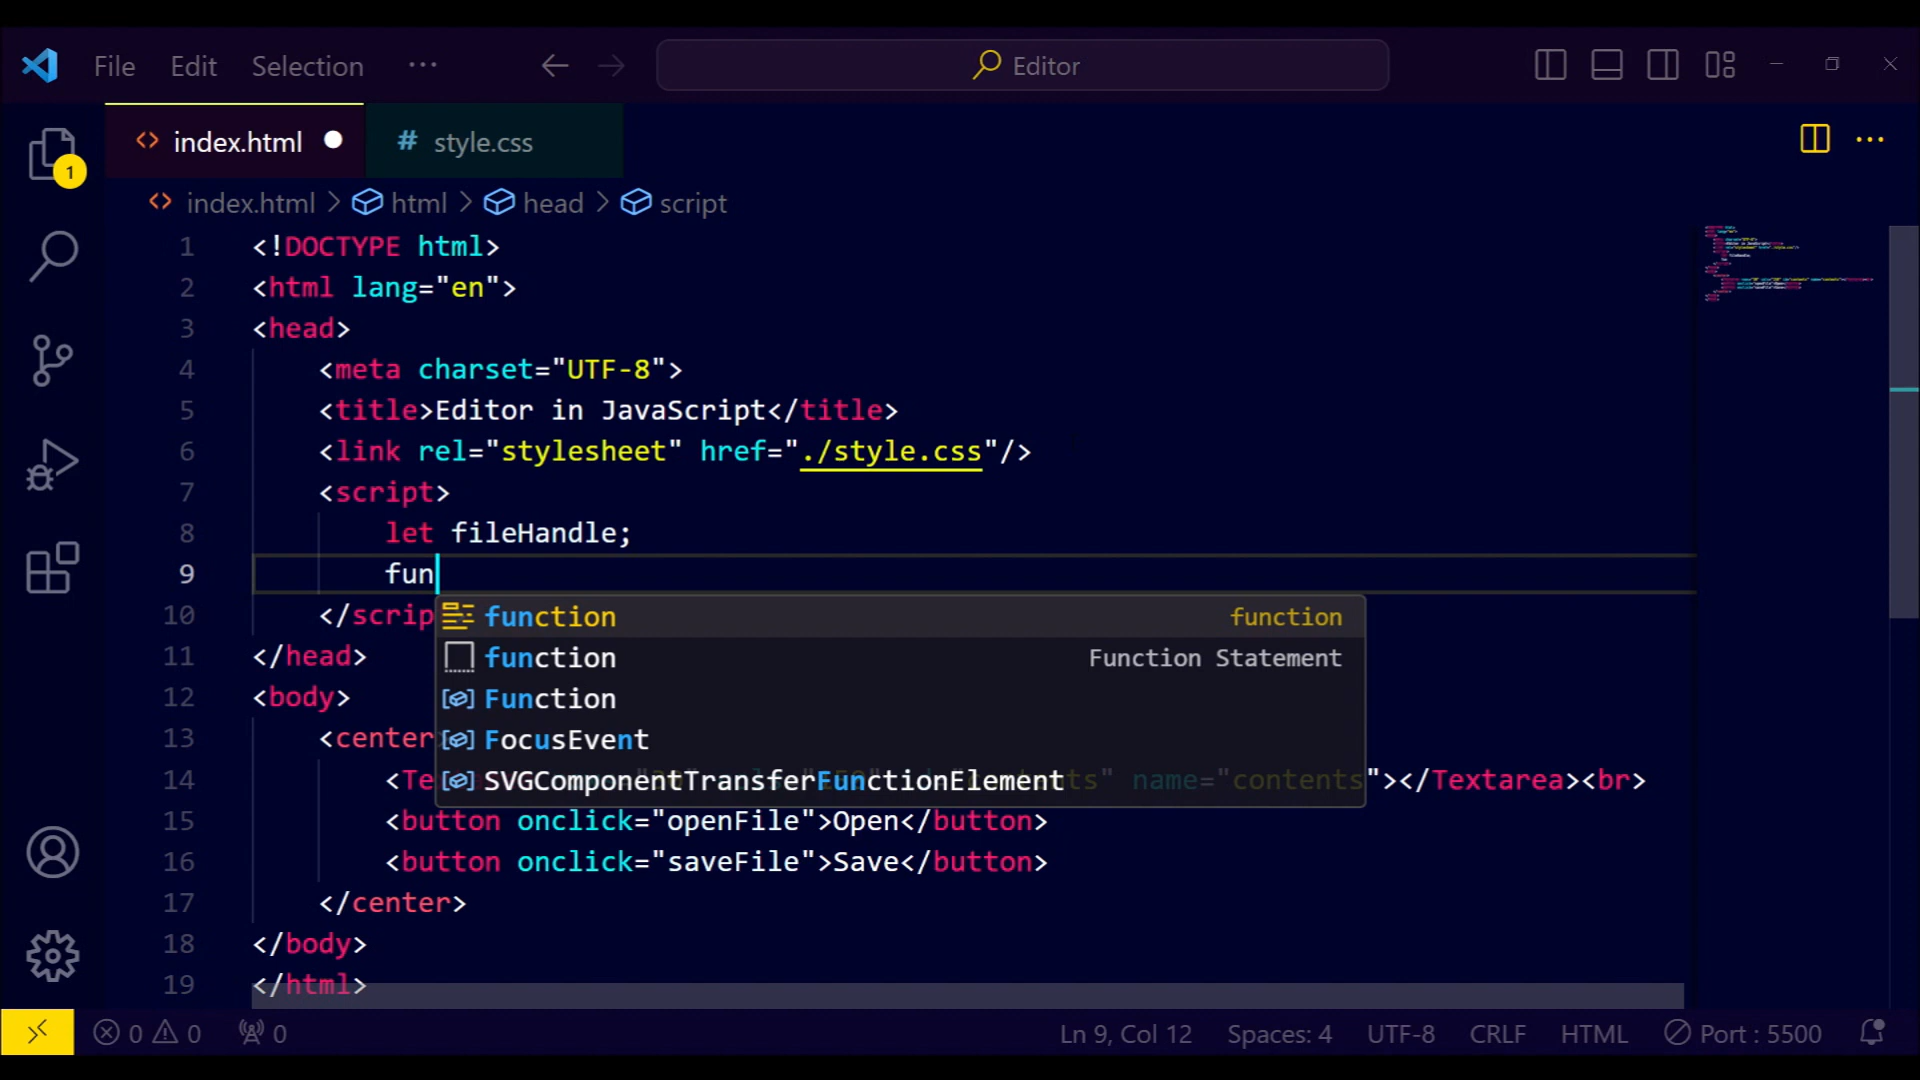 File Edit Selection ··· Editor
index.html # style.css
1
index.html > html > head > script
1 <!DOCTYPE html>
2 <html lang="en">
3 <head>
4 <meta charset="UTF-8">
5 <title>Editor in JavaScript</title>
6 <link rel="stylesheet" href="./style.css"/>
7 <script>
8 let fileHandle;
9 fun
10 </scrip
function function
function Function Statement
11 </head>
Function
12 <body>
13 <center
FocusEvent
14 <Te
SVGComponentTransferFunctionElement
" name="contents"></Textarea><br>
15 <button onclick="openFile">Open</button>
16 <button onclick="saveFile">Save</button>
17 </center>
18 </body>
19 </html>
0 0 0 Ln 9, Col 12 Spaces: 4 UTF-8 CRLF HTML Port : 5500